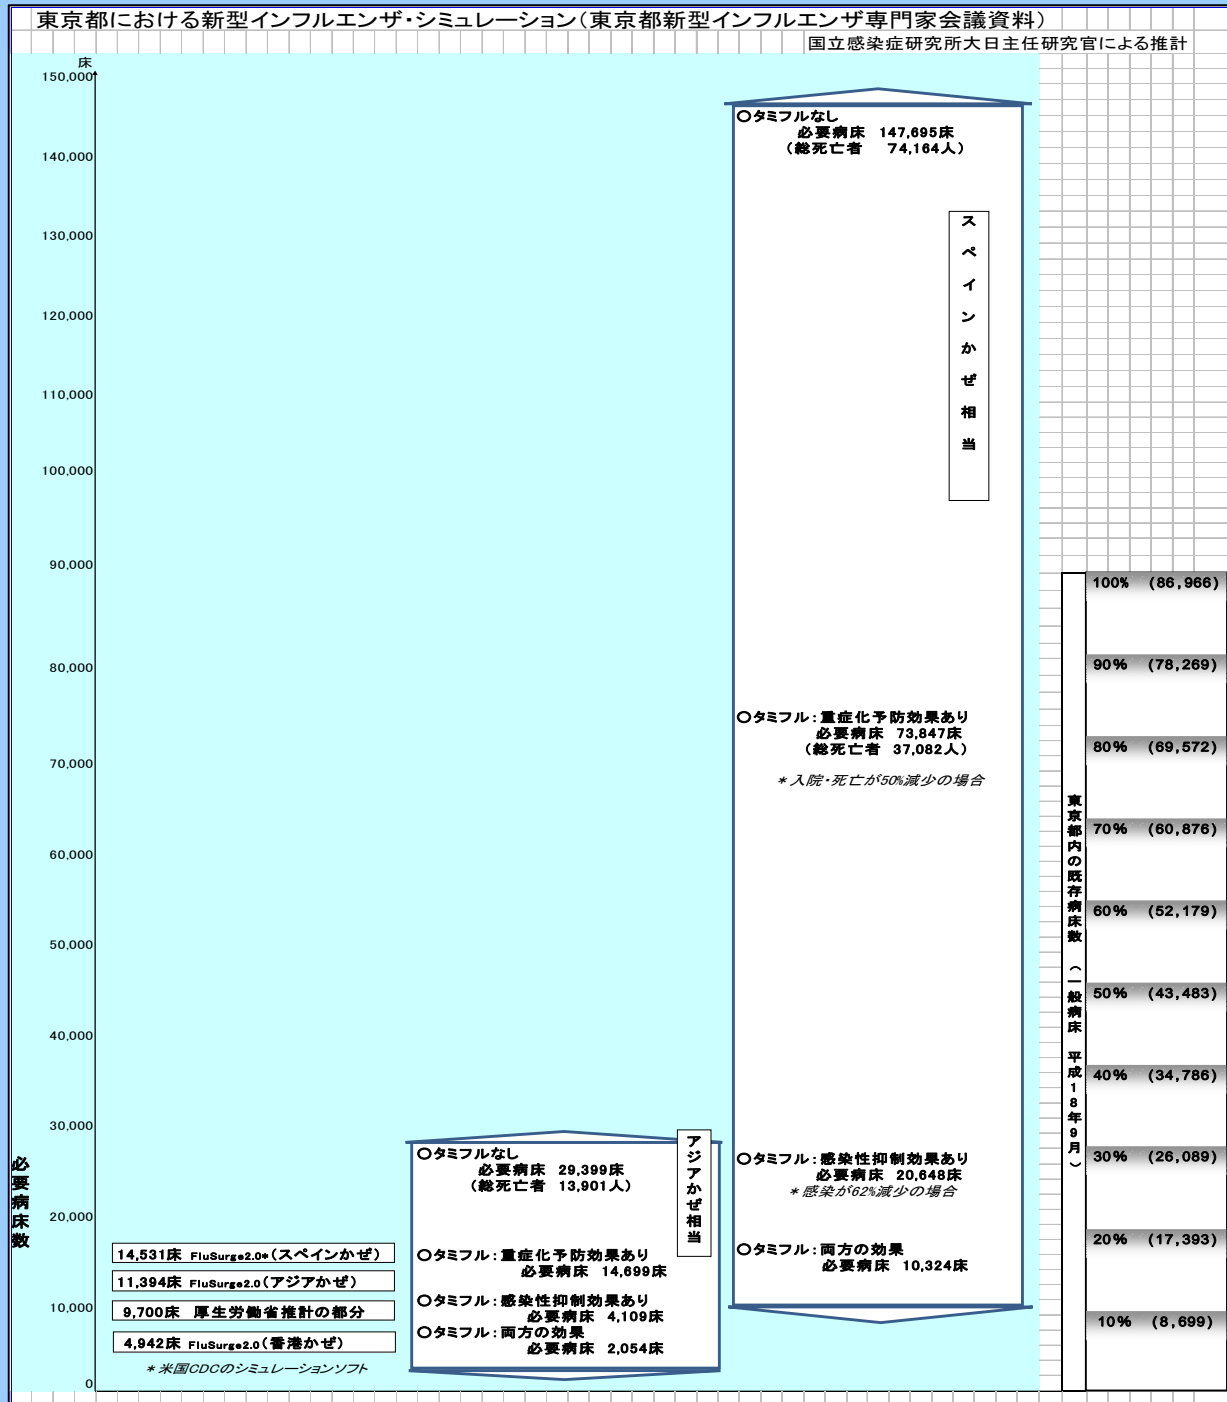 東京都における新型インフルエンザ・シミュレーション(東京都新型インフルエンザ専門家会議資料)
国立感染症研究所大日主任研究官による推計
床
150,000
140,000
130,000
120,000
110,000
100,000
90,000
80,000
70,000
60,000
50,000
40,000
30,000
20,000
10,000
0
必要病床数
14,531床 FluSurge2.0*(スペインかぜ)
11,394床 FluSurge2.0(アジアかぜ)
9,700床 厚生労働省推計の部分
4,942床 FluSurge2.0(香港かぜ)
*米国CDCのシミュレーションソフト
アジアかぜ相当
○タミフルなし
必要病床 29,399床
(総死亡者 13,901人)
○タミフル:重症化予防効果あり
必要病床 14,699床
○タミフル:感染性抑制効果あり
必要病床 4,109床
○タミフル:両方の効果
必要病床 2,054床
スペインかぜ相当
○タミフルなし
必要病床 147,695床
(総死亡者 74,164人)
○タミフル:重症化予防効果あり
必要病床 73,847床
(総死亡者 37,082人)
*入院・死亡が50%減少の場合
○タミフル:感染性抑制効果あり
必要病床 20,648床
*感染が62%減少の場合
○タミフル:両方の効果
必要病床 10,324床
東京都内の既存病床数 (一般病床 平成18年9月)
100% (86,966)
90% (78,269)
80% (69,572)
70% (60,876)
60% (52,179)
50% (43,483)
40% (34,786)
30% (26,089)
20% (17,393)
10% (8,699)